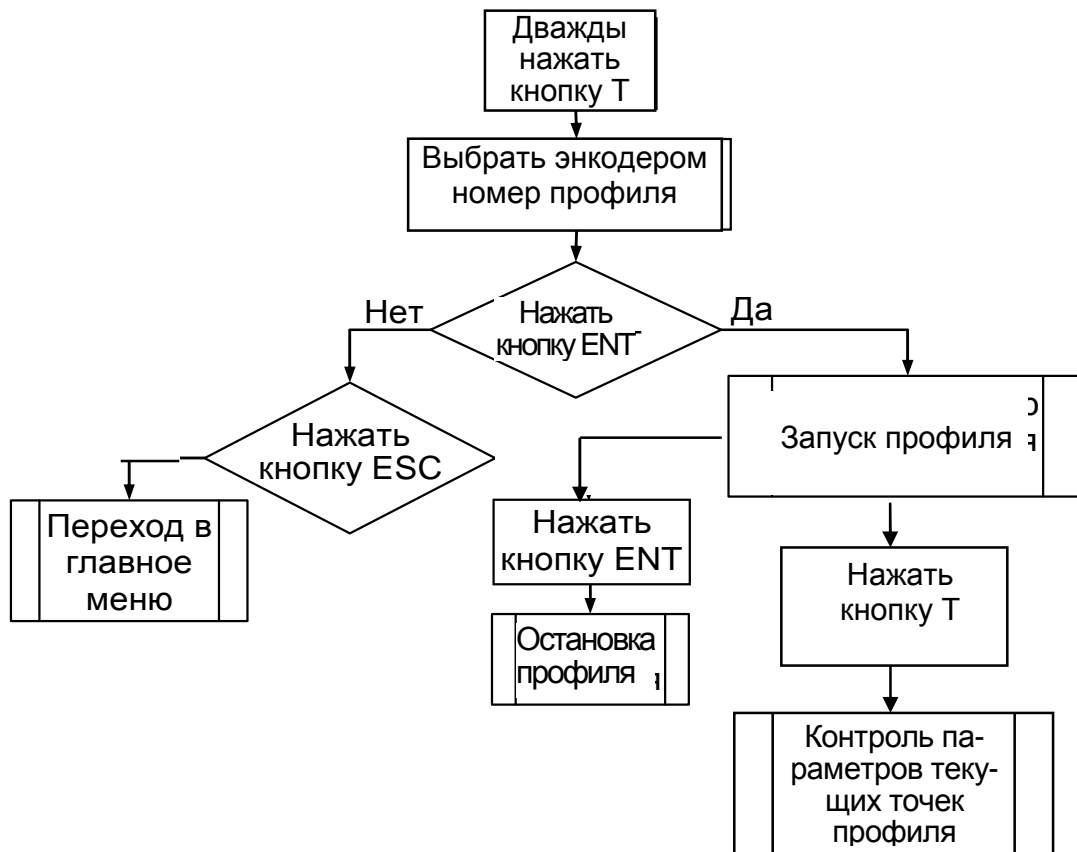 Дважды
нажать
кнопку Т
Выбрать энкодером
номер профиля
Нет
Нажать
кнопку ENT
Да
Нажать
кнопку ESC
Запуск профиля
Переход в
главное
меню
Нажать
кнопку ENT
Нажать
кнопку Т
Остановка
профиля
Контроль па-
раметров теку-
щих точек
профиля